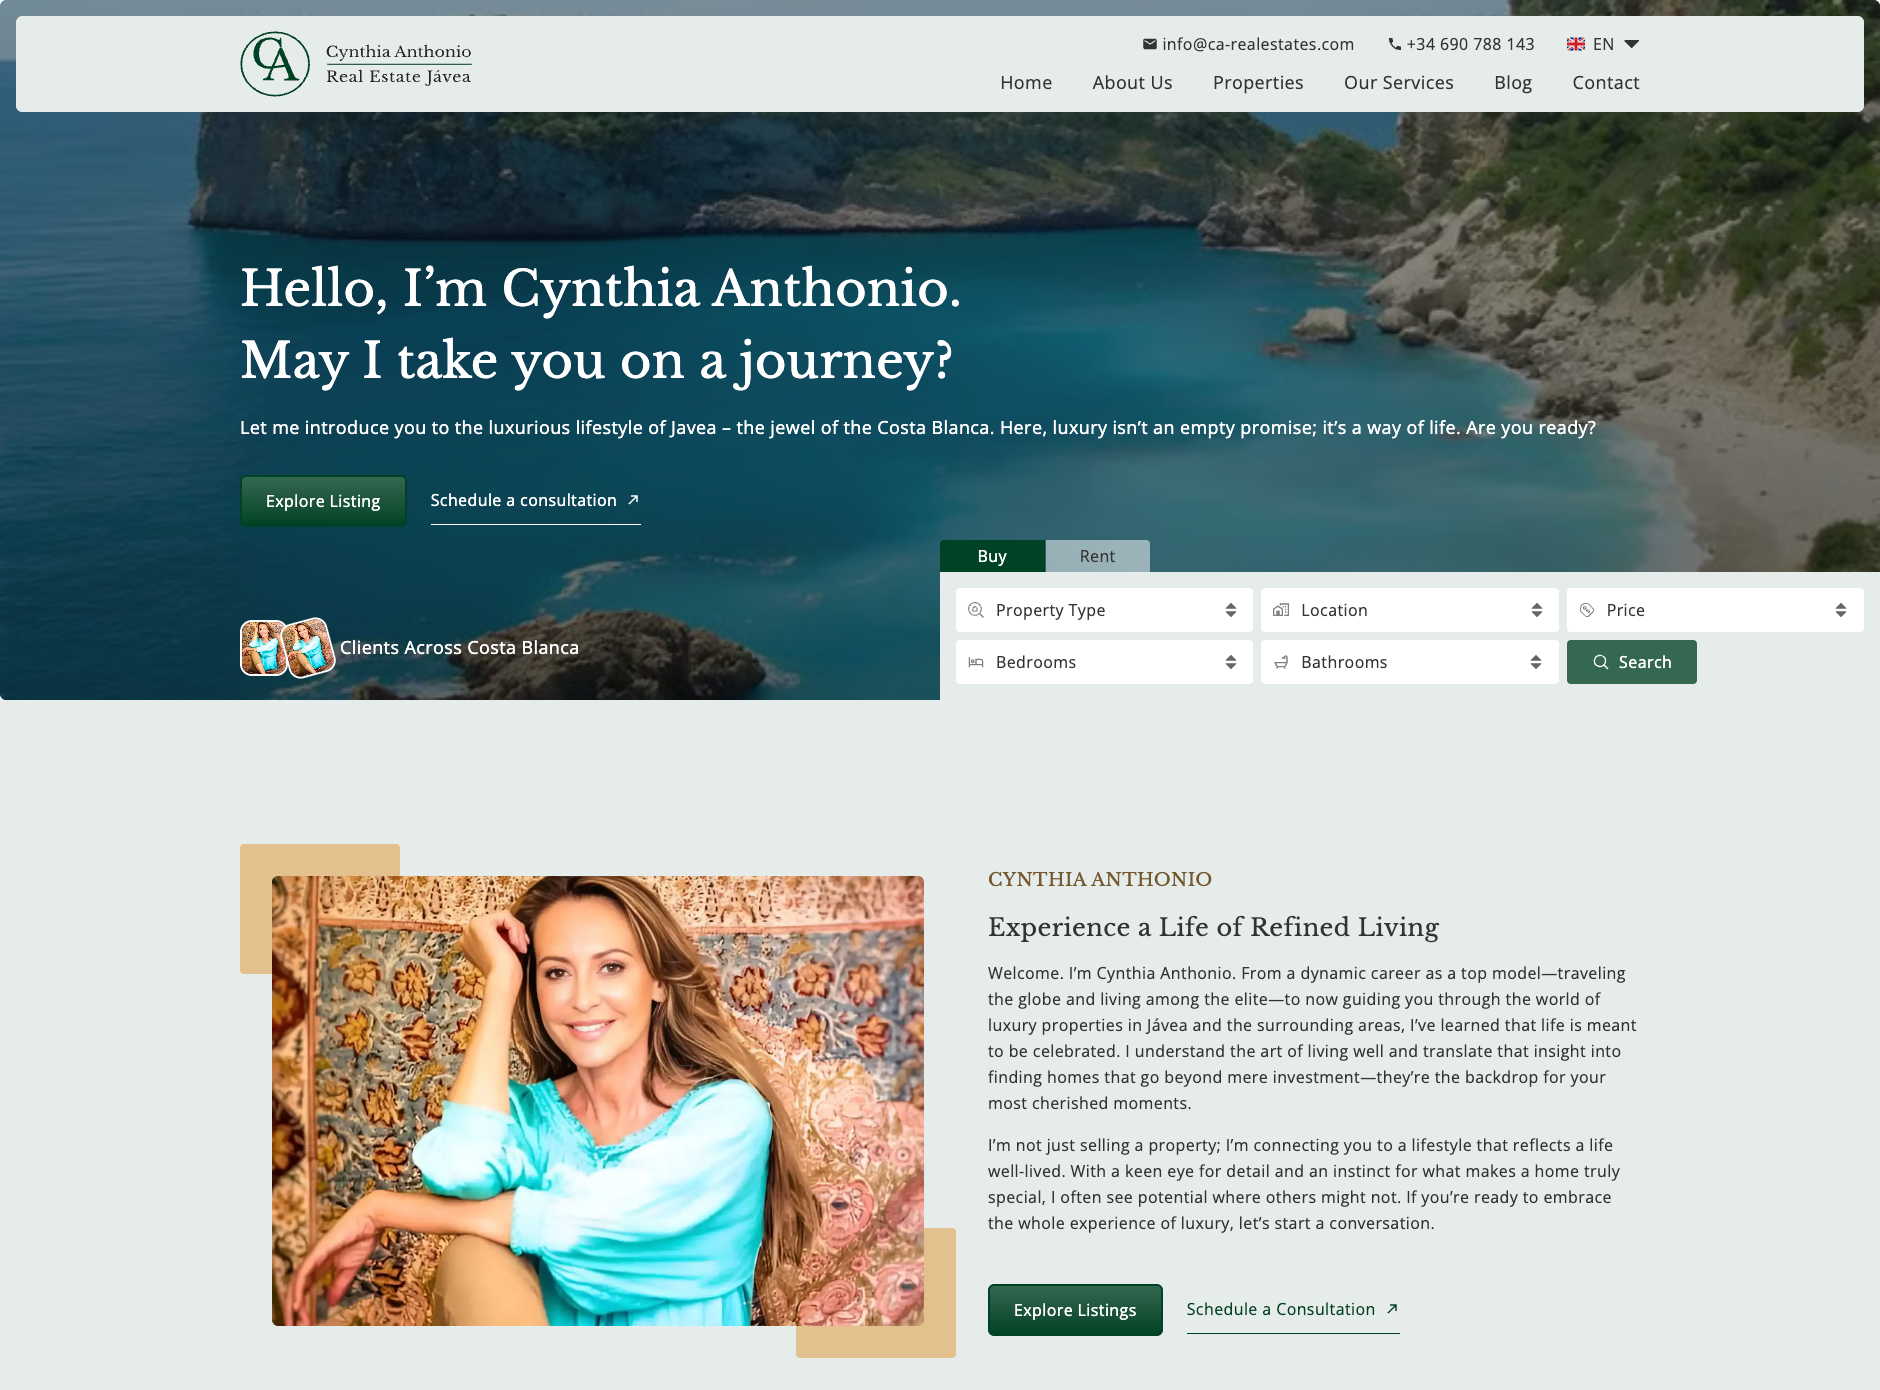 CA
Cynthia Anthonio
Real Estate Jávea
info@ca-realestates.com
+34 690 788 143
EN
Home
About Us
Properties
Our Services
Blog
Contact
Hello, I’m Cynthia Anthonio.
May I take you on a journey?
Let me introduce you to the luxurious lifestyle of Javea – the jewel of the Costa Blanca. Here, luxury isn’t an empty promise; it’s a way of life. Are you ready?
Explore Listing
Schedule a consultation
Clients Across Costa Blanca
Buy
Rent
Property Type
Location
Price
Bedrooms
Bathrooms
Search
CYNTHIA ANTHONIO
Experience a Life of Refined Living
Welcome. I’m Cynthia Anthonio. From a dynamic career as a top model—traveling
the globe and living among the elite—to now guiding you through the world of
luxury properties in Jávea and the surrounding areas, I’ve learned that life is meant
to be celebrated. I understand the art of living well and translate that insight into
finding homes that go beyond mere investment—they’re the backdrop for your
most cherished moments.
I’m not just selling a property; I’m connecting you to a lifestyle that reflects a life
well-lived. With a keen eye for detail and an instinct for what makes a home truly
special, I often see potential where others might not. If you’re ready to embrace
the whole experience of luxury, let’s start a conversation.
Explore Listings
Schedule a Consultation